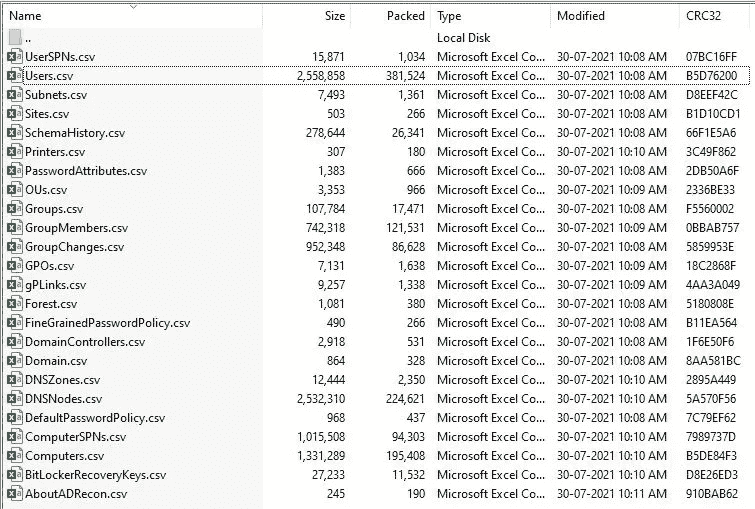 Name Size Packed Type Modified CRC32
.. Local Disk
UserSPNs.csv 15,871 1,034 Microsoft Excel Co... 30-07-2021 10:08 AM 07BC16FF
Users.csv 2,558,858 381,524 Microsoft Excel Co... 30-07-2021 10:08 AM B5D76200
Subnets.csv 7,493 1,361 Microsoft Excel Co... 30-07-2021 10:08 AM D8EEF42C
Sites.csv 503 266 Microsoft Excel Co... 30-07-2021 10:08 AM B1D10CD1
SchemaHistory.csv 278,644 26,341 Microsoft Excel Co... 30-07-2021 10:08 AM 66F1E5A6
Printers.csv 307 180 Microsoft Excel Co... 30-07-2021 10:10 AM 3C49F862
PasswordAttributes.csv 1,383 666 Microsoft Excel Co... 30-07-2021 10:08 AM 2DB50A6F
OUs.csv 3,353 966 Microsoft Excel Co... 30-07-2021 10:09 AM 2336BE33
Groups.csv 107,784 17,471 Microsoft Excel Co... 30-07-2021 10:08 AM F5560002
GroupMembers.csv 742,318 121,531 Microsoft Excel Co... 30-07-2021 10:09 AM 0BBAB757
GroupChanges.csv 952,348 86,628 Microsoft Excel Co... 30-07-2021 10:08 AM 5859953E
GPOs.csv 7,131 1,638 Microsoft Excel Co... 30-07-2021 10:09 AM 18C2868F
gPLinks.csv 9,257 1,338 Microsoft Excel Co... 30-07-2021 10:09 AM 4AA3A049
Forest.csv 1,081 380 Microsoft Excel Co... 30-07-2021 10:08 AM 5180808E
FineGrainedPasswordPolicy.csv 490 266 Microsoft Excel Co... 30-07-2021 10:08 AM B11EA564
DomainControllers.csv 2,918 531 Microsoft Excel Co... 30-07-2021 10:08 AM 1F6E50F6
Domain.csv 864 328 Microsoft Excel Co... 30-07-2021 10:08 AM 8AA581BC
DNSZones.csv 12,444 2,350 Microsoft Excel Co... 30-07-2021 10:10 AM 2895A449
DNSNodes.csv 2,532,310 224,621 Microsoft Excel Co... 30-07-2021 10:10 AM 5A570F56
DefaultPasswordPolicy.csv 968 437 Microsoft Excel Co... 30-07-2021 10:08 AM 7C79EF62
ComputerSPNs.csv 1,015,508 94,303 Microsoft Excel Co... 30-07-2021 10:10 AM 7989737D
Computers.csv 1,331,289 195,408 Microsoft Excel Co... 30-07-2021 10:10 AM B5DE84F3
BitLockerRecoveryKeys.csv 27,233 11,532 Microsoft Excel Co... 30-07-2021 10:10 AM D8E26ED3
AboutADRecon.csv 245 190 Microsoft Excel Co... 30-07-2021 10:11 AM 910BAB62